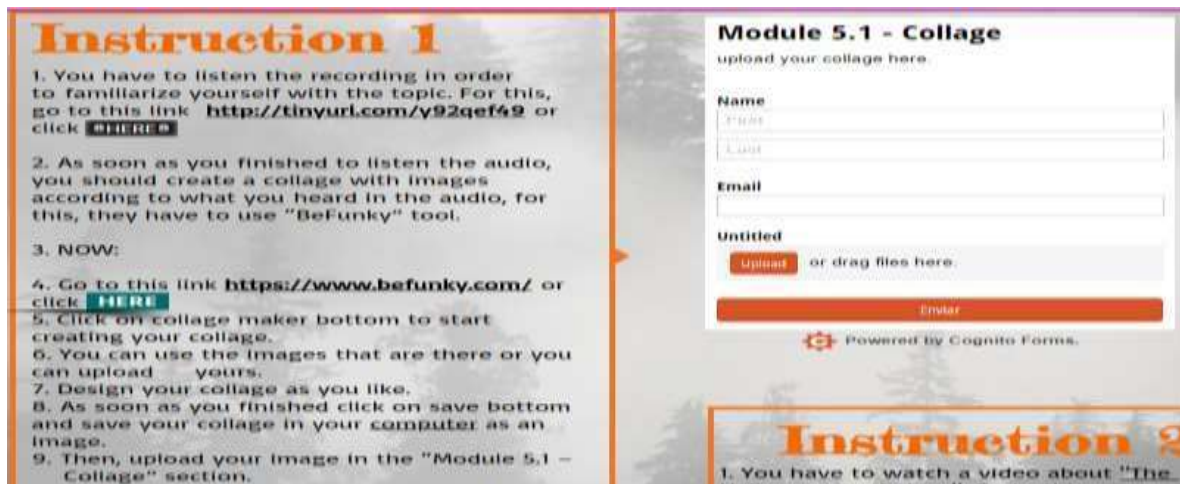 Instruction 1
1. You have to listen the recording in order
to familiarize yourself with the topic. For this,
go to this link http://tinyurl.com/y92qef49 or
click HERE
2. As soon as you finished to listen the audio,
you should create a collage with images
according to what you heard in the audio, for
this, they have to use "BeFunky" tool.
3. NOW:
4. Go to this link https://www.befunky.com/ or
click HERE
5. Click on collage maker bottom to start
creating your collage.
6. You can use the images that are there or you
can upload yours.
7. Design your collage as you like.
8. As soon as you finished click on save bottom
and save your collage in your computer as an
image.
9. Then, upload your image in the "Module 5.1 –
Collage" section.
Module 5.1 - Collage
upload your collage here.
Name
First
Last
Email
Untitled
Upload or drag files here.
Enviar
Powered by Cognito Forms.
Instruction 2
1. You have to watch a video about "The